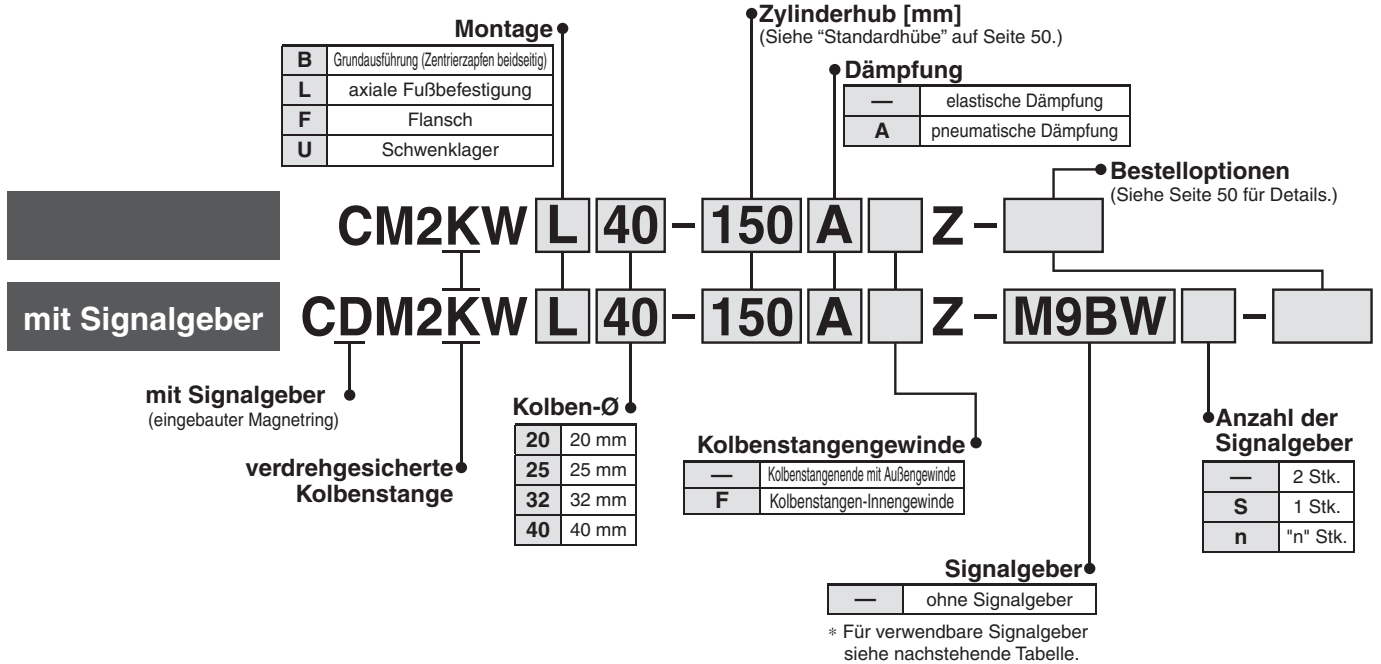 Montage
B Grundausführung (Zentrierzapfen beidseitig)
L axiale Fußbefestigung
F Flansch
U Schwenklager
Zylinderhub [mm]
(Siehe “Standardhübe” auf Seite 50.)
Dämpfung
— elastische Dämpfung
A pneumatische Dämpfung
Bestelloptionen
(Siehe Seite 50 für Details.)
CM2KW L 40 – 150 A Z –
mit Signalgeber CDM2KW L 40 – 150 A Z – M9BW –
mit Signalgeber
(eingebauter Magnetring)
verdrehgesicherte
Kolbenstange
Kolben-Ø
20 20 mm
25 25 mm
32 32 mm
40 40 mm
Kolbenstangengewinde
— Kolbenstangenende mit Außengewinde
F Kolbenstangen-Innengewinde
Anzahl der
Signalgeber
— 2 Stk.
S 1 Stk.
n "n" Stk.
Signalgeber
— ohne Signalgeber
* Für verwendbare Signalgeber
siehe nachstehende Tabelle.